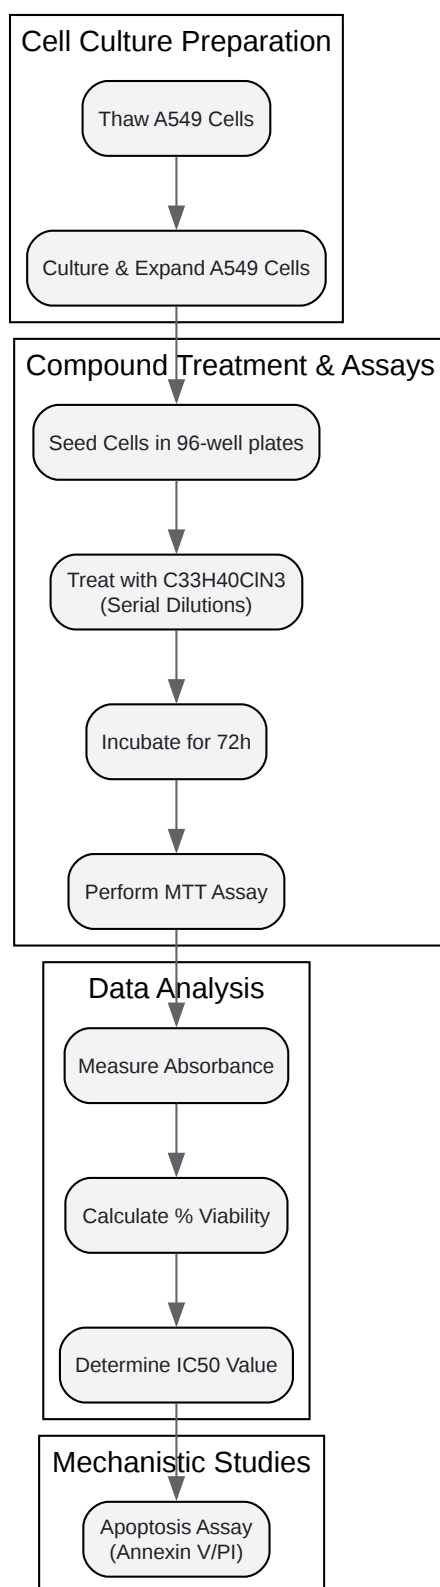 Cell Culture Preparation
Thaw A549 Cells
Culture & Expand A549 Cells
Compound Treatment & Assays
Seed Cells in 96-well plates
Treat with C33H40ClN3
(Serial Dilutions)
Incubate for 72h
Perform MTT Assay
Data Analysis
Measure Absorbance
Calculate % Viability
Determine IC50 Value
Mechanistic Studies
Apoptosis Assay
(Annexin V/PI)